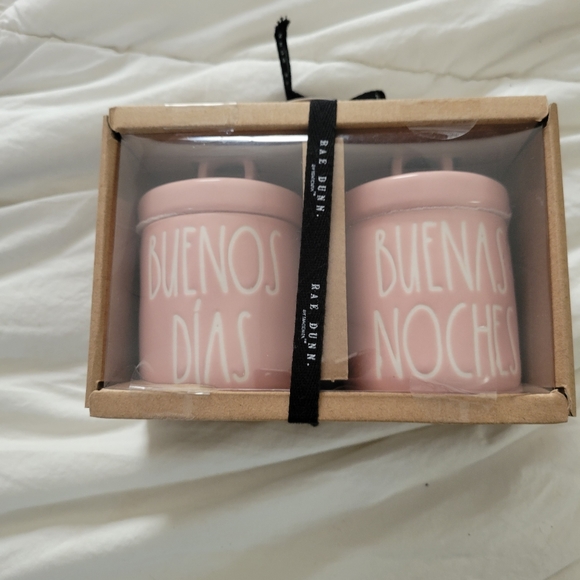 BUENOS
DÍAS
BUENAS
NOCHES
RAE DUNN.
RAE DUNN.